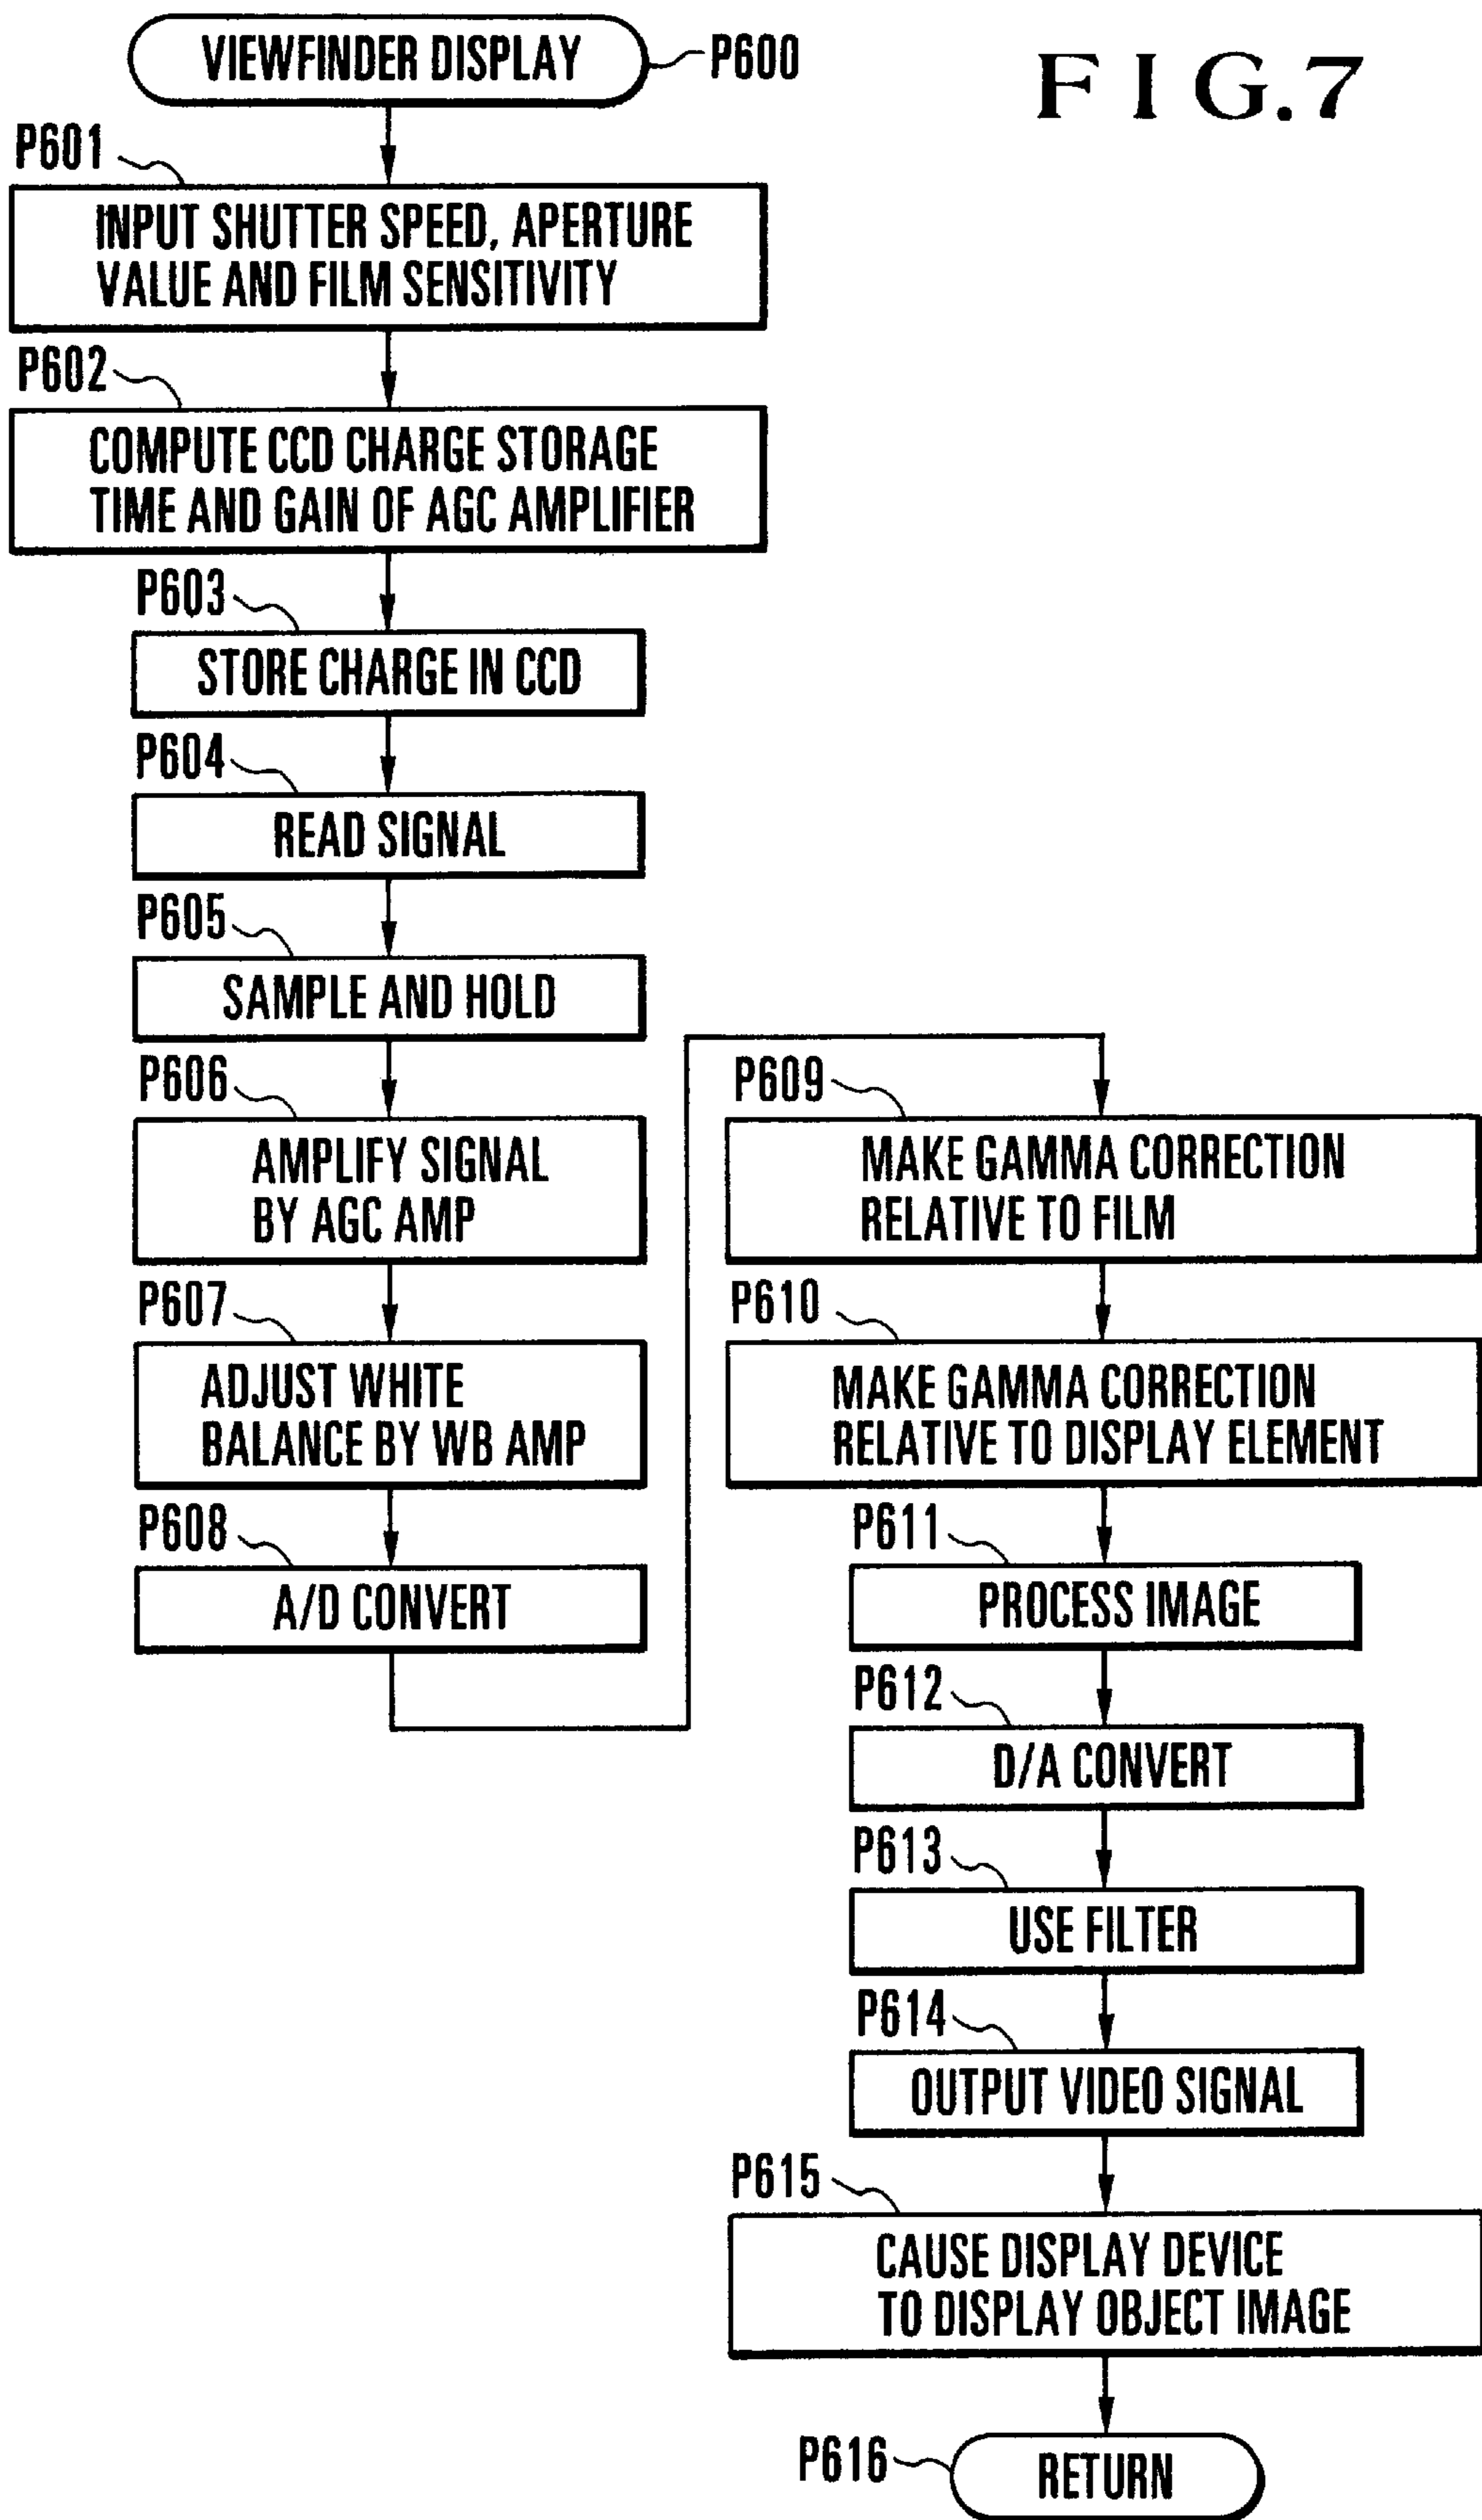 FIG.7
VIEWFINDER DISPLAY
P600
P601
INPUT SHUTTER SPEED, APERTURE
VALUE AND FILM SENSITIVITY
P602
COMPUTE CCD CHARGE STORAGE
TIME AND GAIN OF AGC AMPLIFIER
P603
STORE CHARGE IN CCD
P604
READ SIGNAL
P605
SAMPLE AND HOLD
P606
AMPLIFY SIGNAL
BY AGC AMP
P607
ADJUST WHITE
BALANCE BY WB AMP
P608
A/D CONVERT
P609
MAKE GAMMA CORRECTION
RELATIVE TO FILM
P610
MAKE GAMMA CORRECTION
RELATIVE TO DISPLAY ELEMENT
P611
PROCESS IMAGE
P612
D/A CONVERT
P613
USE FILTER
P614
OUTPUT VIDEO SIGNAL
P615
CAUSE DISPLAY DEVICE
TO DISPLAY OBJECT IMAGE
P616
RETURN